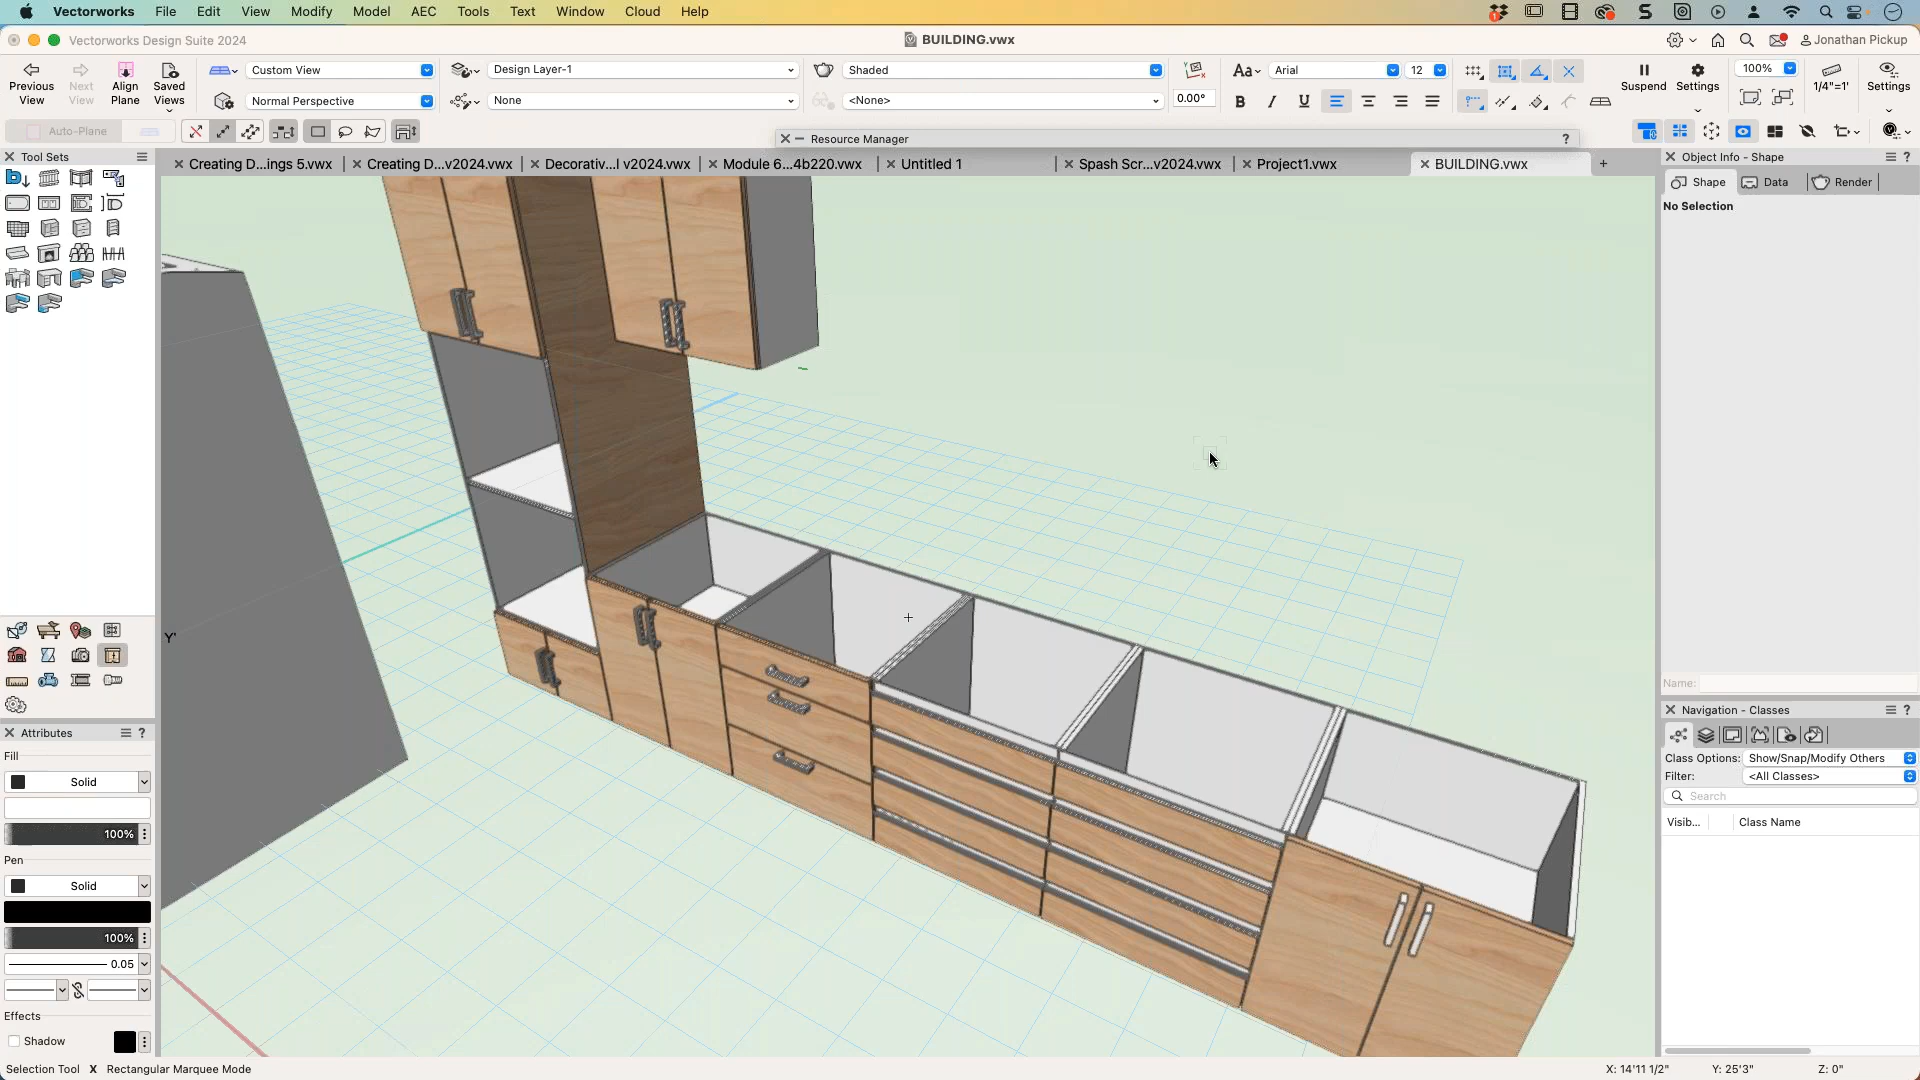 Vectorworks File Edit View Modify Model AEC Tools Text Window Cloud Help
Vectorworks Design Suite 2024
BUILDING.vwx
Jonathan Pickup
Previous View
Next View
Align Plane
Saved Views
Custom View
Normal Perspective
Design Layer-1
None
Shaded
<None>
0.00°
Aa
Arial
12
B I U
Suspend
Settings
100%
1/4"=1'
Settings
Auto-Plane
Resource Manager ?
Tool Sets
Creating D...ings 5.vwx
Creating D...v2024.vwx
Decorativ...l v2024.vwx
Module 6...4b220.vwx
Untitled 1
Spash Scr...v2024.vwx
Project1.vwx
BUILDING.vwx
Object Info - Shape ?
Shape Data Render
No Selection
Y'
Name:
Attributes ?
Fill
Solid
100%
Pen
Solid
100%
0.05
Effects
Shadow
Navigation - Classes ?
Class Options: Show/Snap/Modify Others
Filter: <All Classes>
Search
Visib... Class Name
Selection Tool X Rectangular Marquee Mode
X: 14'11 1/2" Y: 25'3" Z: 0"